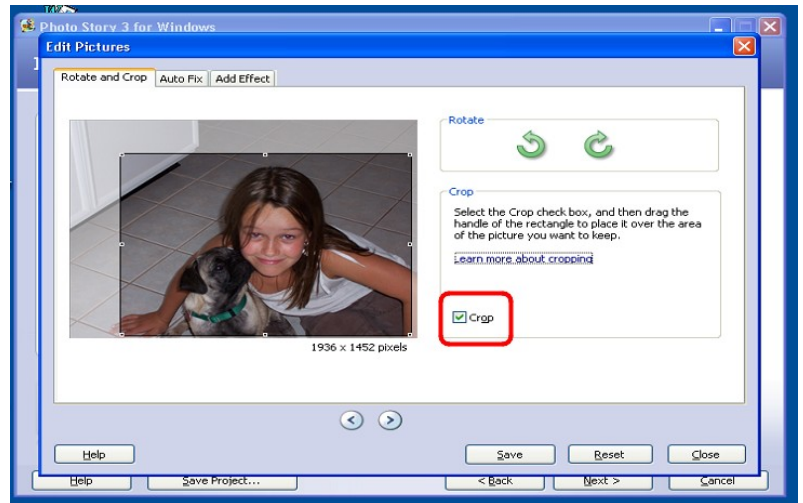 Photo Story 3 for Windows
Edit Pictures
Rotate and Crop Auto Fix Add Effect
Rotate
Crop
Select the Crop check box, and then drag the
handle of the rectangle to place it over the area
of the picture you want to keep.
Learn more about cropping
Crop
1936 x 1452 pixels
Help Save Reset Close
Help Save Project... < Back Next > Cancel